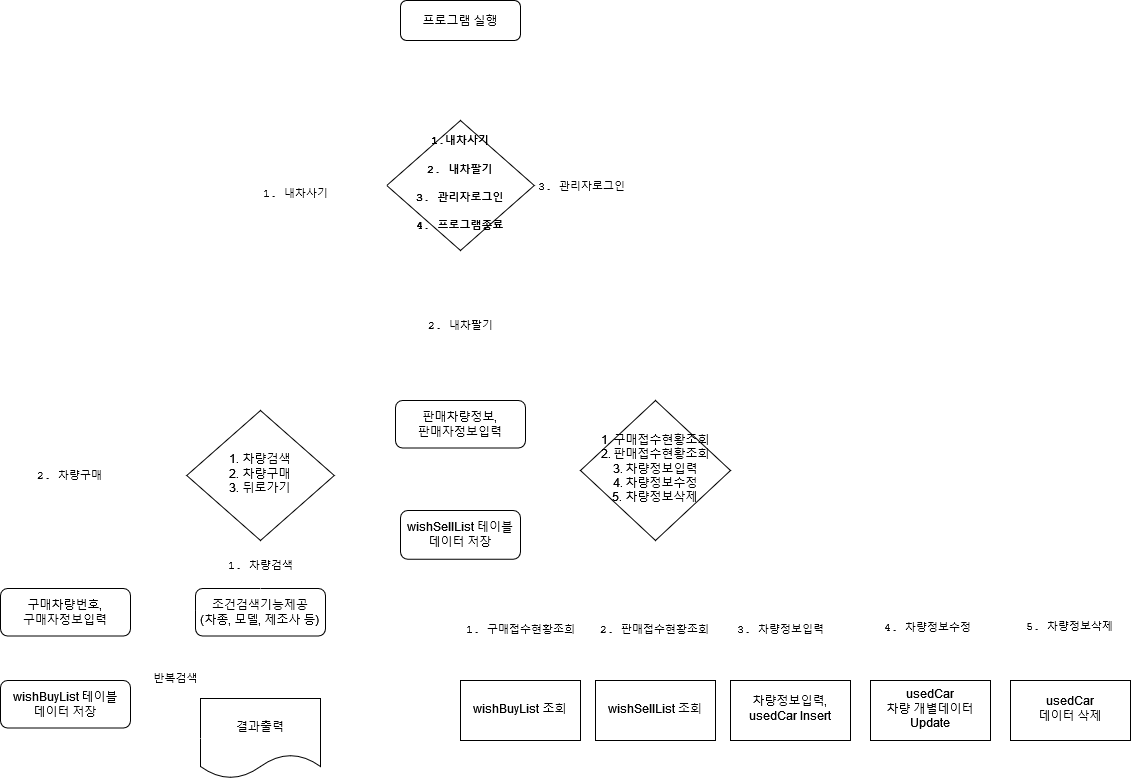 프로그램 실행
1.내차사기
2. 내차팔기
3. 관리자로그인
4. 프로그램종료
1. 내차사기
3. 관리자로그인
2. 내차팔기
판매차량정보,
판매자정보입력
1. 차량검색
2. 차량구매
3. 뒤로가기
1. 구매접수현황조회
2. 판매접수현황조회
3. 차량정보입력
4. 차량정보수정
5. 차량정보삭제
2. 차량구매
wishSellList 테이블
데이터 저장
1. 차량검색
구매차량번호,
구매자정보입력
조건검색기능제공
(차종, 모델, 제조사 등)
1. 구매접수현황조회
2. 판매접수현황조회
3. 차량정보입력
4. 차량정보수정
5. 차량정보삭제
반복검색
wishBuyList 테이블
데이터 저장
결과출력
wishBuyList 조회
wishSellList 조회
차량정보입력,
usedCar Insert
usedCar
차량 개별데이터
Update
usedCar
데이터 삭제